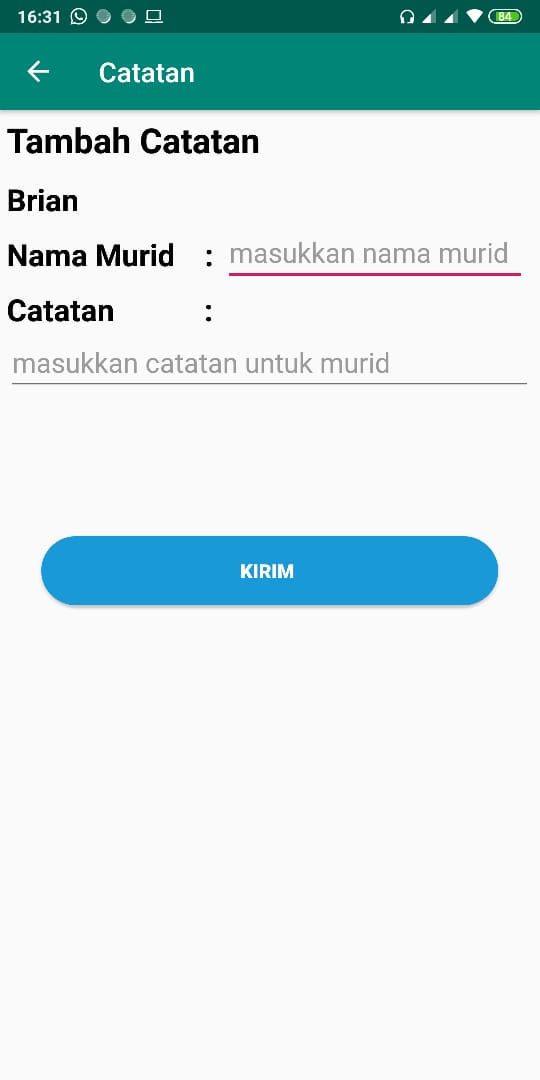 16:31 84
Catatan
Tambah Catatan
Brian
Nama Murid : masukkan nama murid
Catatan :
masukkan catatan untuk murid
KIRIM